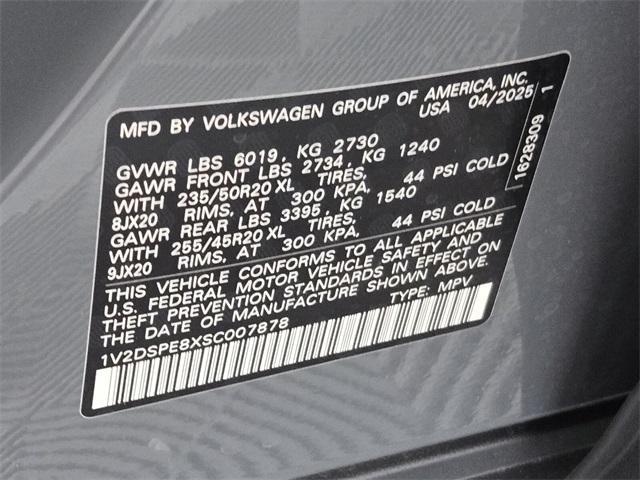 MFD BY VOLKSWAGEN GROUP OF AMERICA, INC.
USA 04/2025
GVWR LBS 6019, KG 2730
GAWR FRONT LBS 2734, KG 1240
WITH 235/50R20 XL TIRES,
8JX20 RIMS, AT 300 KPA, 44 PSI COLD
GAWR REAR LBS 3395, KG 1540
WITH 255/45R20 XL TIRES,
9JX20 RIMS, AT 300 KPA, 44 PSI COLD
THIS VEHICLE CONFORMS TO ALL APPLICABLE
U.S. FEDERAL MOTOR VEHICLE SAFETY AND
THEFT PREVENTION STANDARDS IN EFFECT ON
THE DATE OF MANUFACTURE SHOWN ABOVE.
1V2DSPE8XSC007878 TYPE: MPV
1628309 1